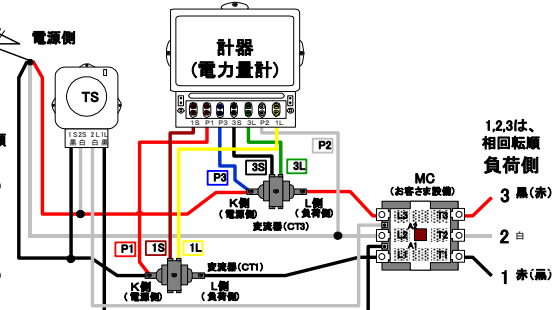 電源側
計器
(電力量計)
TS
1S 2S 2L 1L
黒 白 白 黒
1S P1 P3 3S 3L P2 1L
P2
3S
3L
P3
K側
(電源側)
L側
(負荷側)
変流器(CT3)
P1
1S
1L
変流器(CT1)
K側
(電源側)
L側
(負荷側)
MC
(お客さま設備)
L3
T3
A2
L2
T2
A1
L1
T1
1,2,3は、
相回転順
負荷側
3 黒(赤)
2 白
1 赤(黒)
順